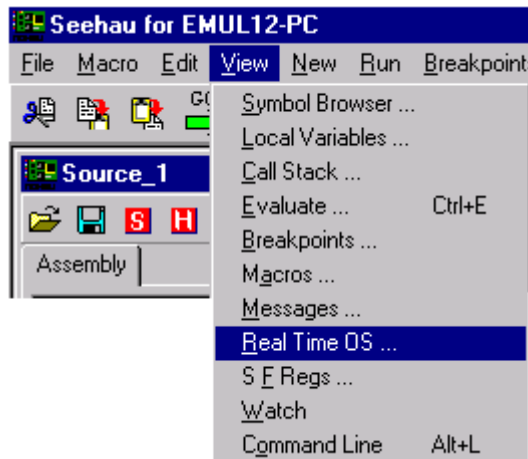 Seehau for EMUL12-PC
File Macro Edit View New Run Breakpoint
Source_1
S H
Assembly
Symbol Browser ...
Local Variables ...
Call Stack ...
Evaluate ... Ctrl+E
Breakpoints ...
Macros ...
Messages ...
Real Time OS ...
S F Regs ...
Watch
Command Line Alt+L